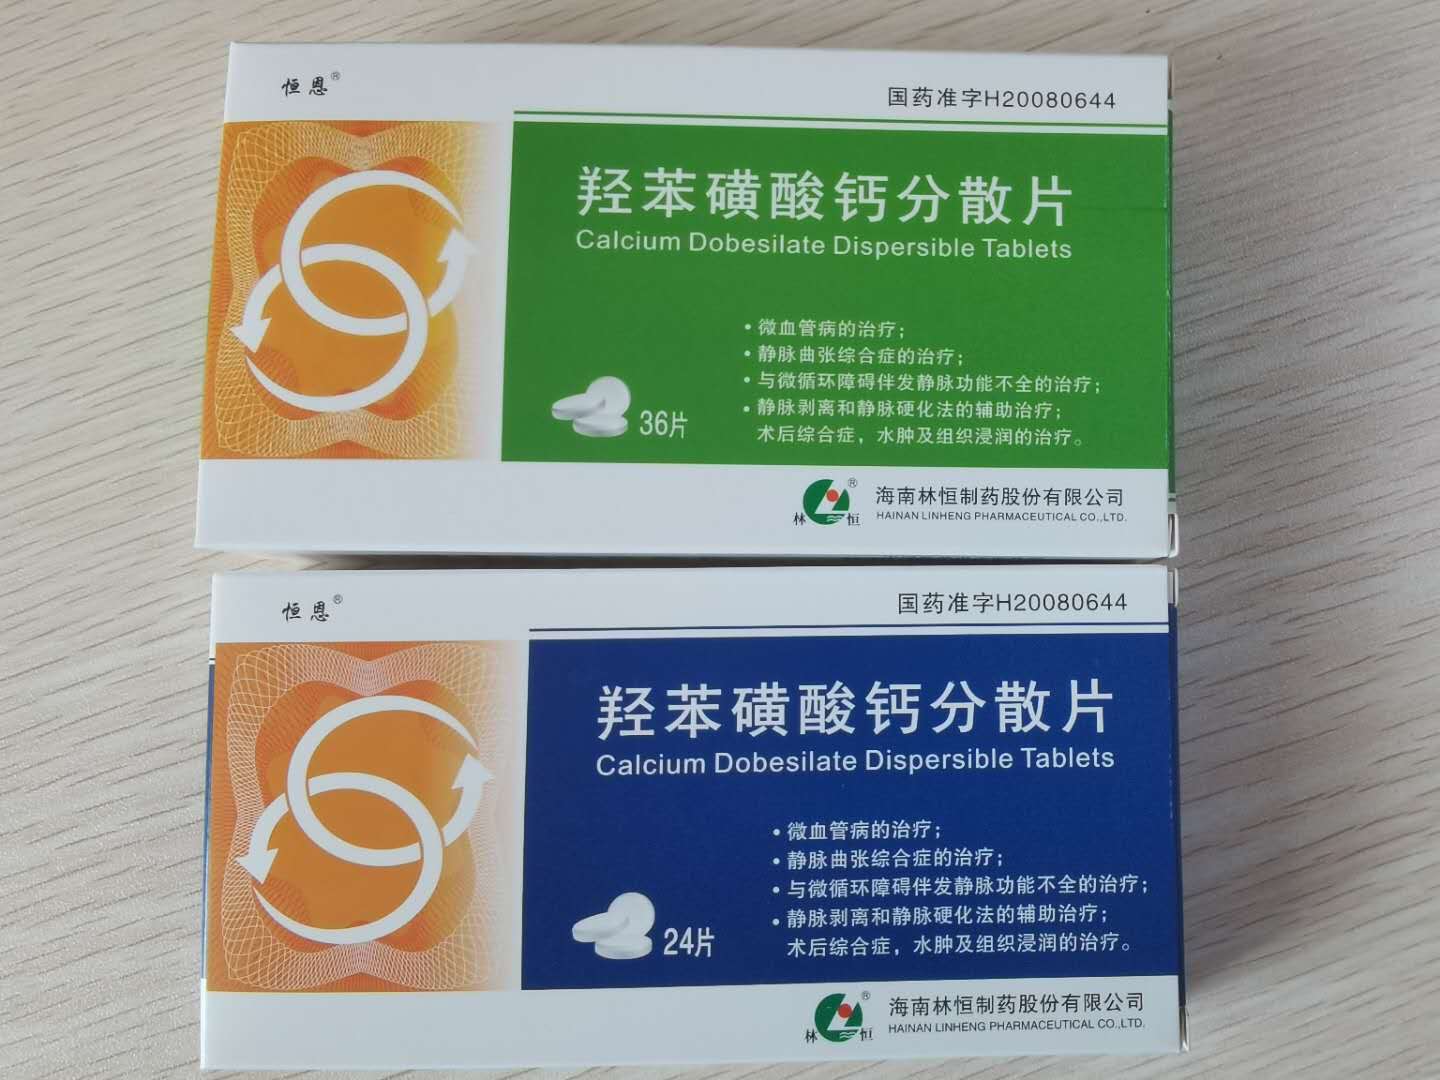 恒恩®
国药准字H20080644
羟苯磺酸钙分散片
Calcium Dobesilate Dispersible Tablets
•微血管病的治疗；
•静脉曲张综合症的治疗；
•与微循环障碍伴发静脉功能不全的治疗；
•静脉剥离和静脉硬化法的辅助治疗；
术后综合症，水肿及组织浸润的治疗。
36片
林恒®
海南林恒制药股份有限公司
HAINAN LINHENG PHARMACEUTICAL CO.,LTD.
恒恩®
国药准字H20080644
羟苯磺酸钙分散片
Calcium Dobesilate Dispersible Tablets
•微血管病的治疗；
•静脉曲张综合症的治疗；
•与微循环障碍伴发静脉功能不全的治疗；
•静脉剥离和静脉硬化法的辅助治疗；
术后综合症，水肿及组织浸润的治疗。
24片
林恒®
海南林恒制药股份有限公司
HAINAN LINHENG PHARMACEUTICAL CO.,LTD.